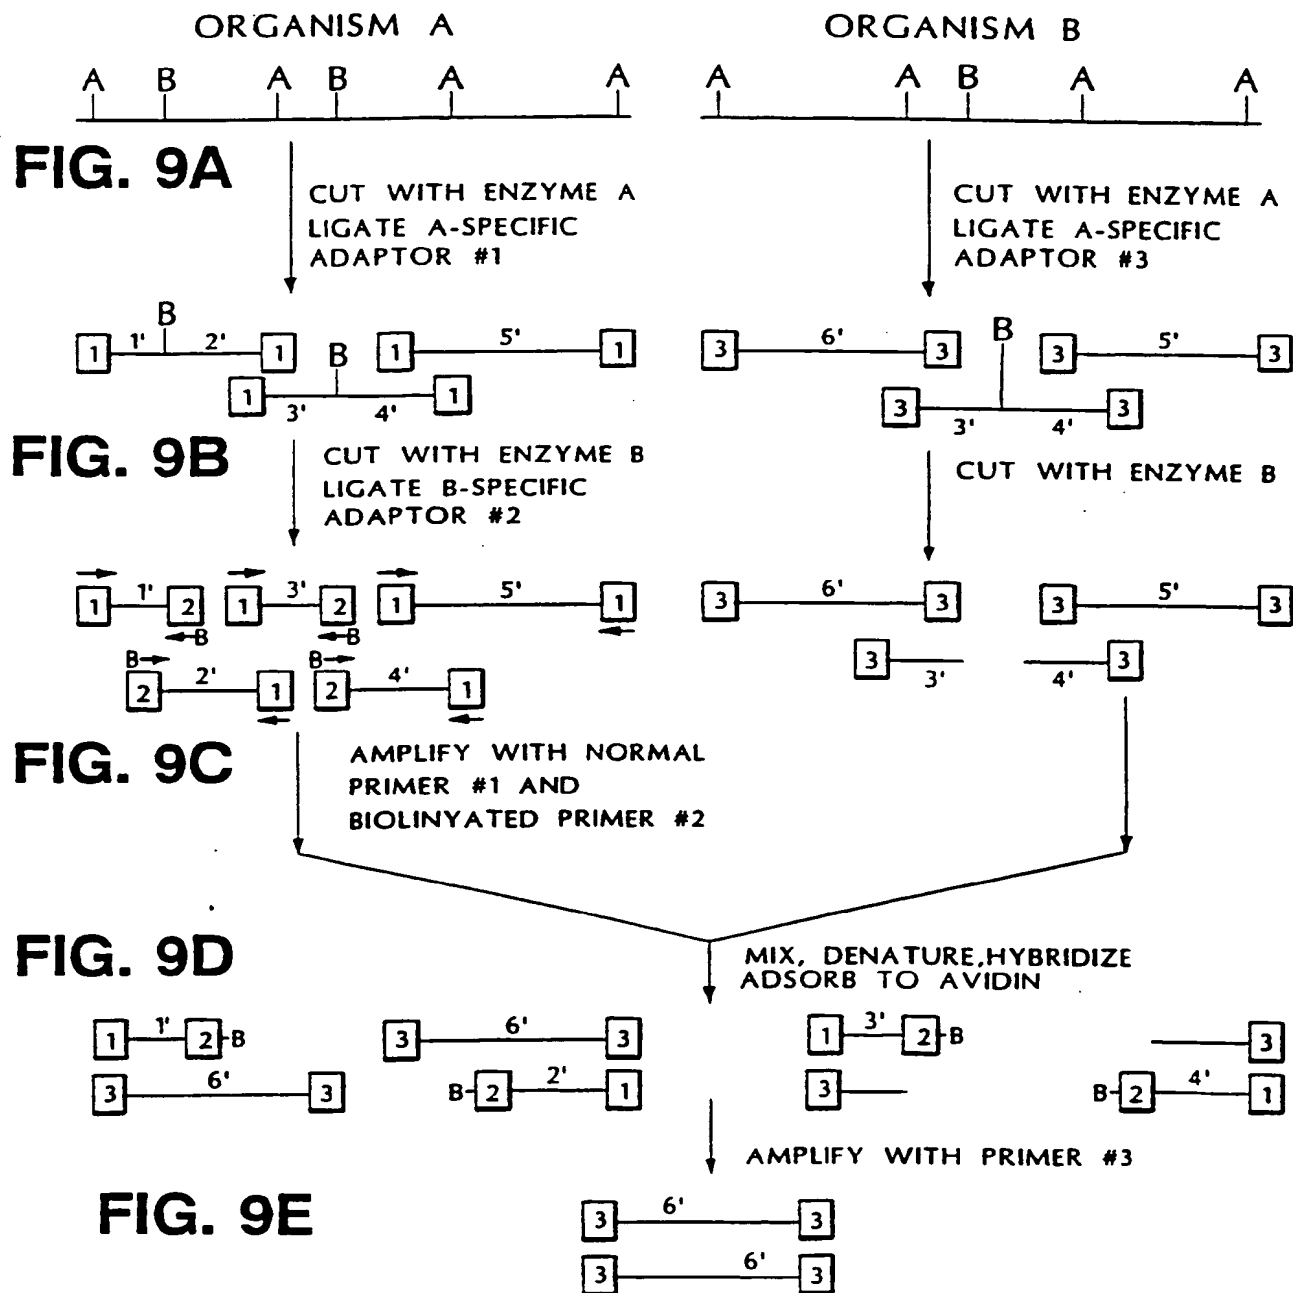 ORGANISM A
ORGANISM B
A B A B A A
A A B A A
FIG. 9A
CUT WITH ENZYME A
LIGATE A-SPECIFIC
ADAPTOR #1
CUT WITH ENZYME A
LIGATE A-SPECIFIC
ADAPTOR #3
B
1 1' 2' 1
B
1 5' 1
1 3' 4' 1
3 6' 3
B
3 5' 3
3 3' 4' 3
FIG. 9B
CUT WITH ENZYME B
LIGATE B-SPECIFIC
ADAPTOR #2
CUT WITH ENZYME B
1 1' 2
B
1 3' 2
B
1 5' 1
B
2 2' 1
B
2 4' 1
3 6' 3
3 5' 3
3 3'
4' 3
FIG. 9C
AMPLIFY WITH NORMAL
PRIMER #1 AND
BIOLINYATED PRIMER #2
FIG. 9D
MIX, DENATURE,HYBRIDIZE
ADSORB TO AVIDIN
1 1' 2 B
3 6' 3
3 6' 3
B 2 2' 1
1 3' 2 B
3
3
B 2 4' 1
AMPLIFY WITH PRIMER #3
FIG. 9E
3 6' 3
3 6' 3